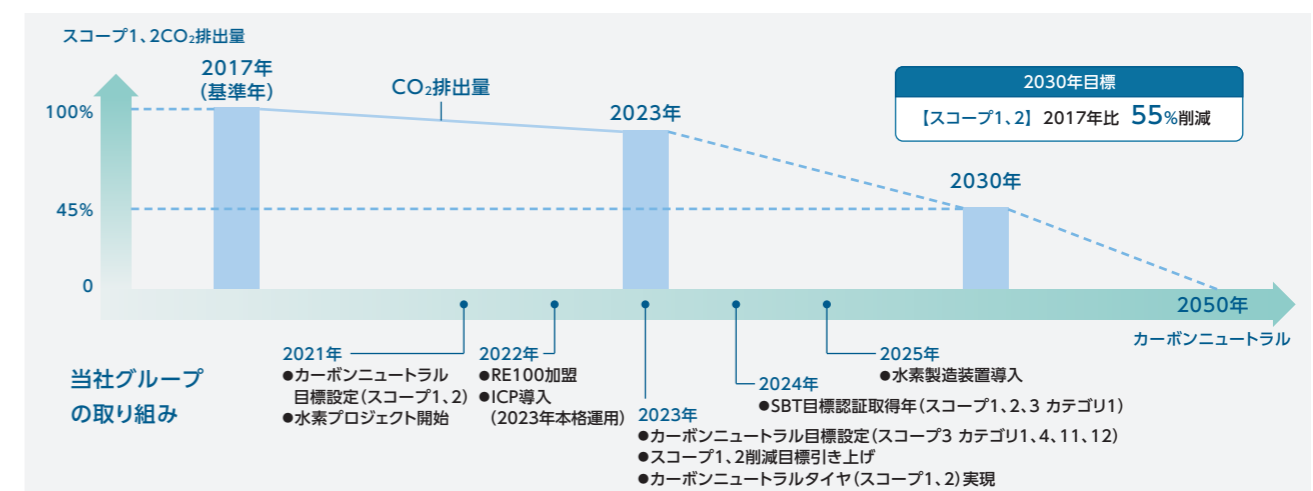 スコープ1、2CO₂排出量
2017年
(基準年)
CO₂排出量
2023年
2030年
2030年目標
【スコープ1、2】 2017年比 55%削減
100%
45%
0
2050年
カーボンニュートラル
当社グループ
の取り組み
2021年
●カーボンニュートラル
目標設定(スコープ1、2)
●水素プロジェクト開始
2022年
●RE100加盟
●ICP導入
(2023年本格運用)
2023年
●カーボンニュートラル目標設定(スコープ3 カテゴリ1、4、11、12)
●スコープ1、2削減目標引き上げ
●カーボンニュートラルタイヤ(スコープ1、2)実現
2024年
●SBT目標認証取得年(スコープ1、2、3 カテゴリ1)
2025年
●水素製造装置導入